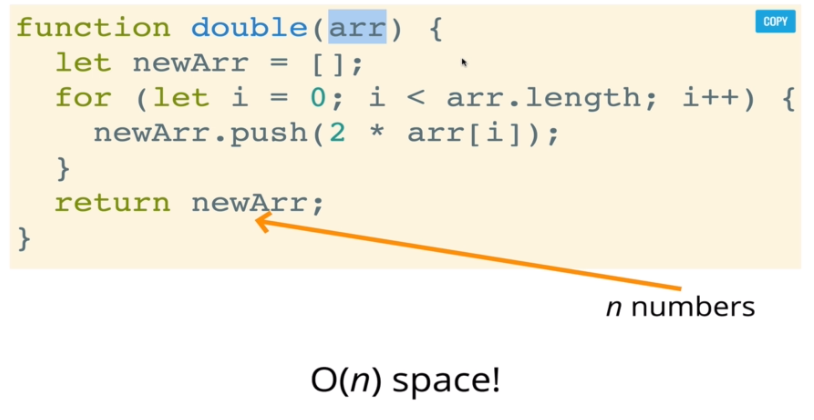 function double(arr) {
COPY
let newArr = [];
for (let i = 0; i < arr.length; i++) {
newArr.push(2 * arr[i]);
}
return newArr;
}
n numbers
O(n) space!